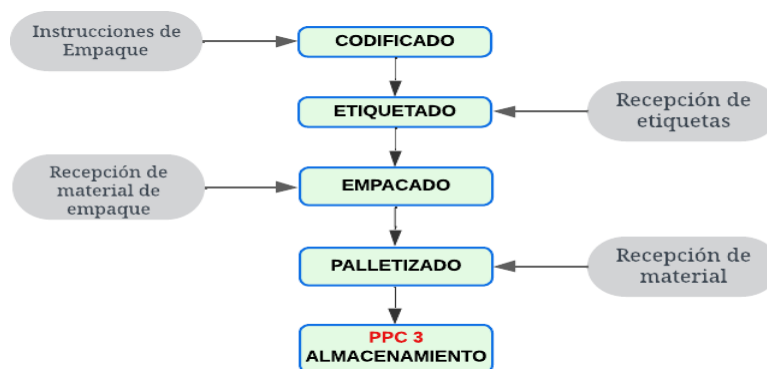 Instrucciones de
Empaque
CODIFICADO
ETIQUETADO
Recepción de
etiquetas
Recepción de
material de
empaque
EMPACADO
PALLETIZADO
Recepción de
material
PPC 3
ALMACENAMIENTO